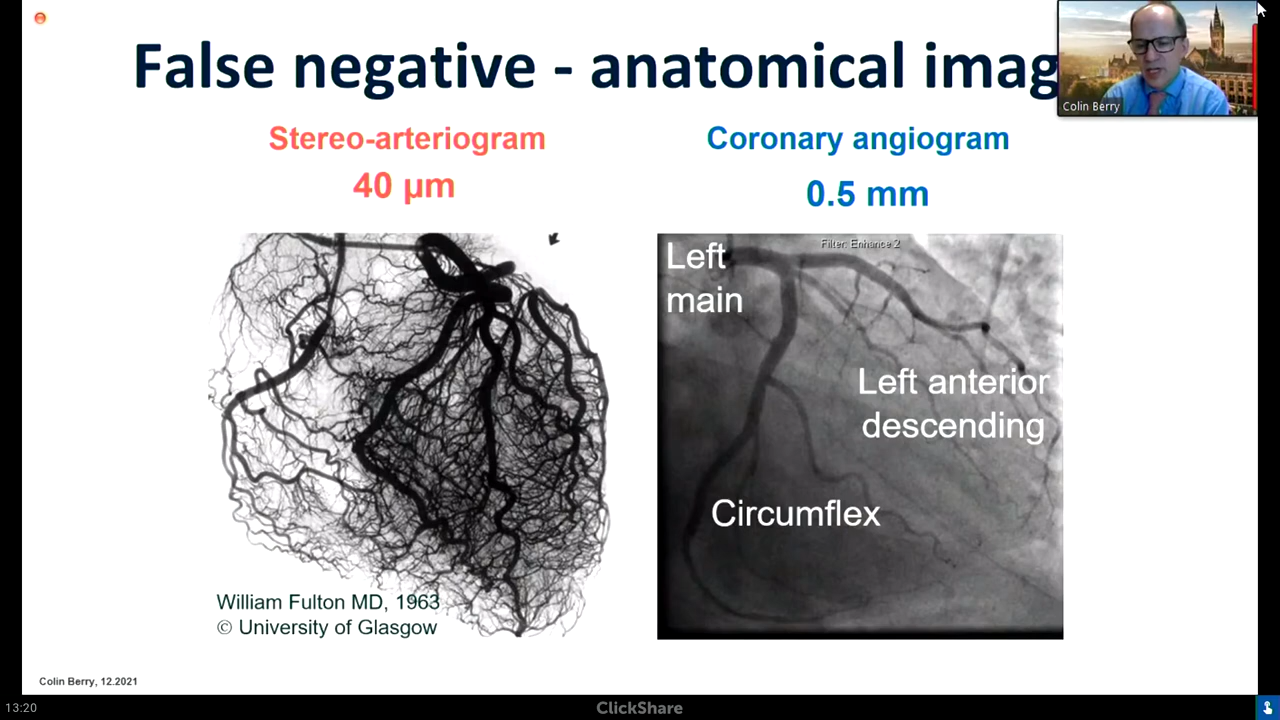 False negative - anatomical imag
Colin Berry
Stereo-arteriogram
40 µm
Coronary angiogram
0.5 mm
Filter: Enhance 2
Left
main
Left anterior
descending
Circumflex
William Fulton MD, 1963
© University of Glasgow
Colin Berry, 12.2021
13:20
ClickShare